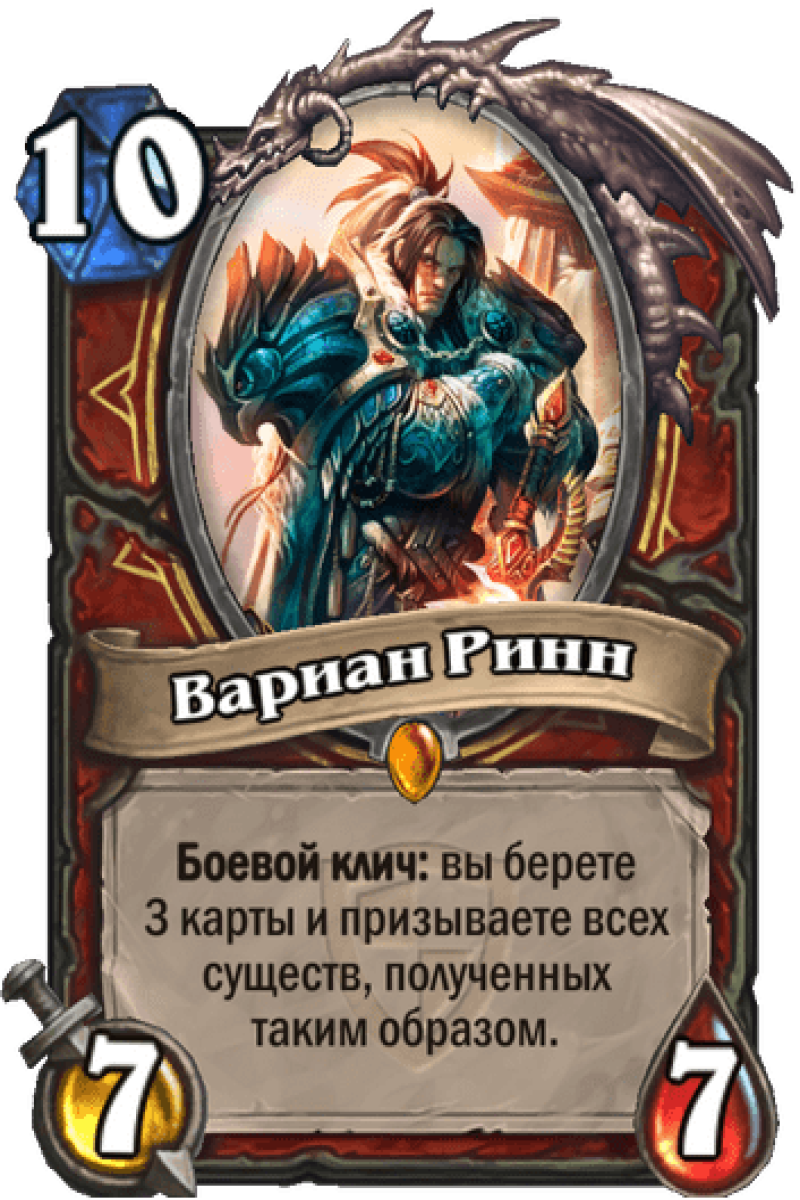 10
Вариан Ринн
Боевой клич: вы берете
3 карты и призываете всех
существ, полученных
таким образом.
7
7